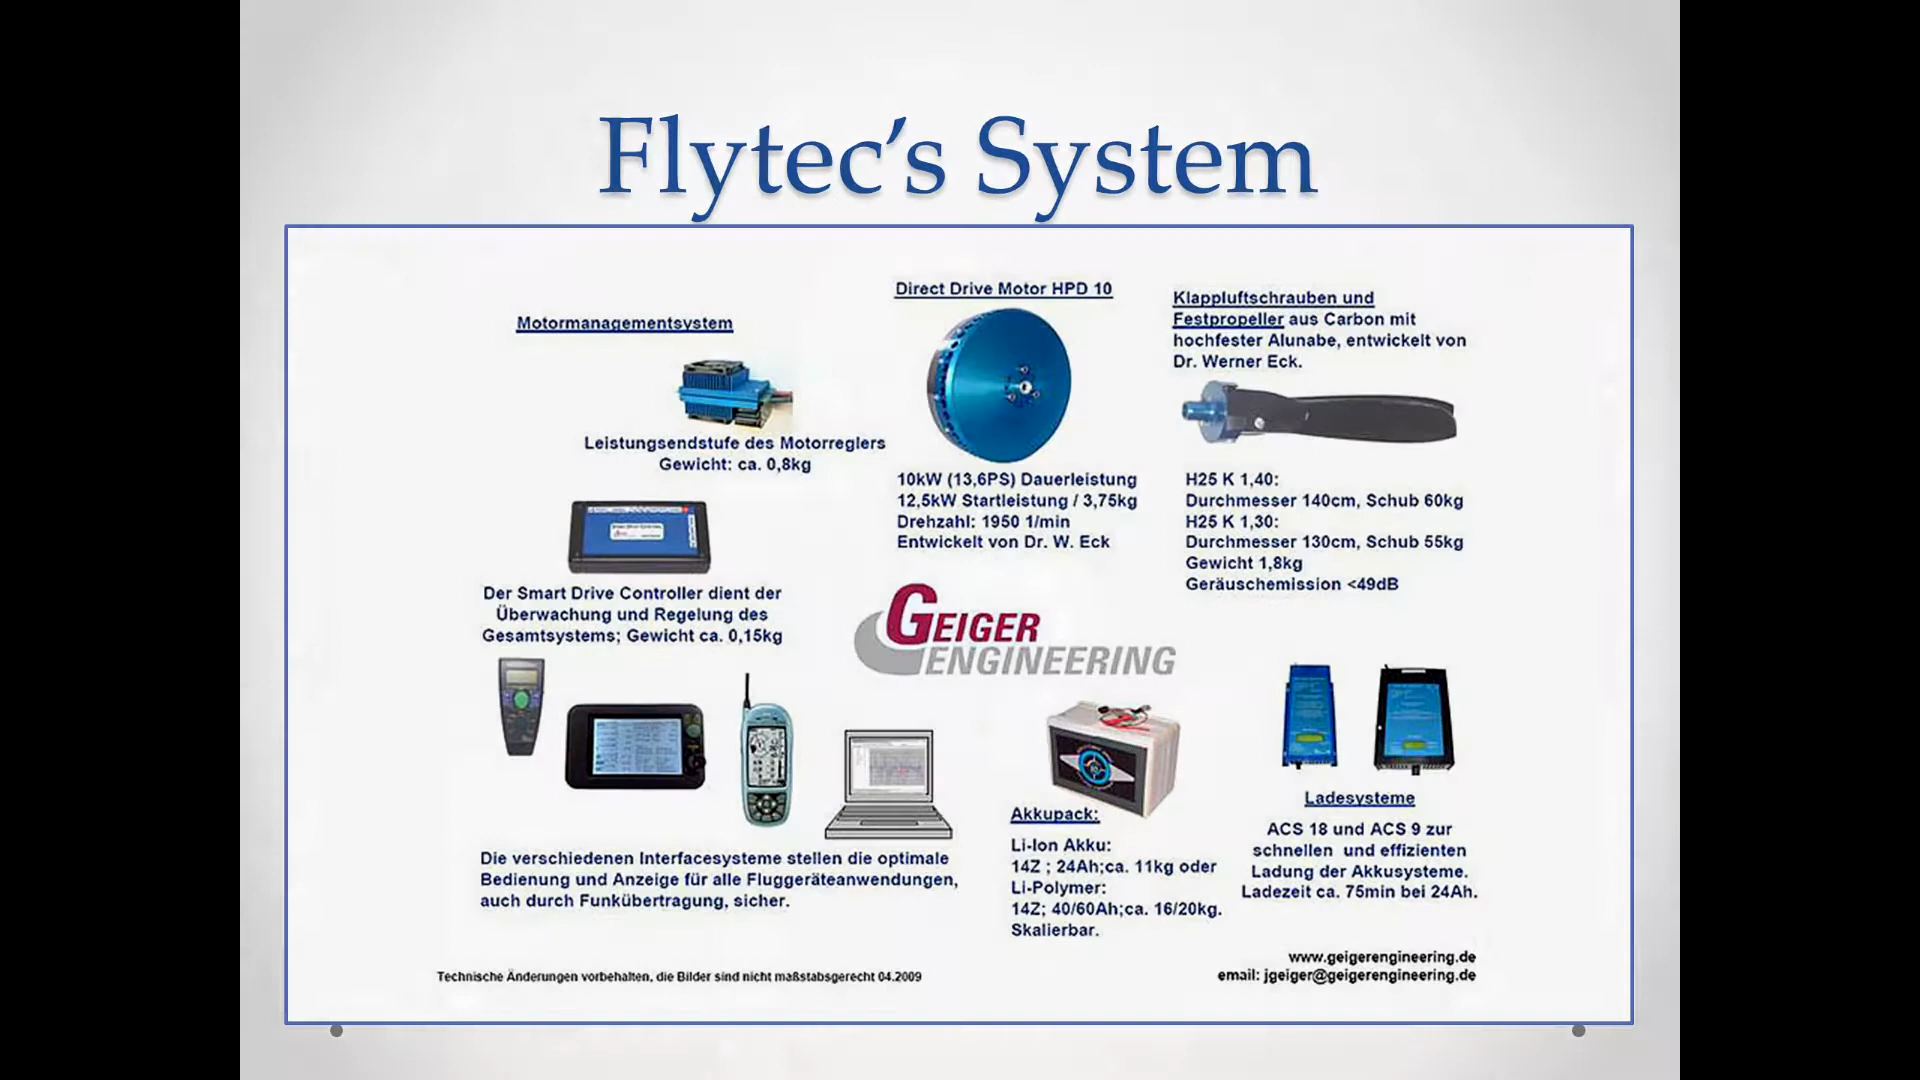 Flytec’s System
Motormanagementsystem
Leistungsendstufe des Motorreglers
Gewicht: ca. 0,8kg
Der Smart Drive Controller dient der
Überwachung und Regelung des
Gesamtsystems; Gewicht ca. 0,15kg
Die verschiedenen Interfacesysteme stellen die optimale
Bedienung und Anzeige für alle Fluggeräteanwendungen,
auch durch Funkübertragung, sicher.
Direct Drive Motor HPD 10
10kW (13,6PS) Dauerleistung
12,5kW Startleistung / 3,75kg
Drehzahl: 1950 1/min
Entwickelt von Dr. W. Eck
GEIGER
ENGINEERING
Klappluftschrauben und
Festpropeller aus Carbon mit
hochfester Alunabe, entwickelt von
Dr. Werner Eck.
H25 K 1,40:
Durchmesser 140cm, Schub 60kg
H25 K 1,30:
Durchmesser 130cm, Schub 55kg
Gewicht 1,8kg
Geräuschemission <49dB
Akkupack:
Li-Ion Akku:
14Z ; 24Ah;ca. 11kg oder
Li-Polymer:
14Z; 40/60Ah;ca. 16/20kg.
Skalierbar.
Ladesysteme
ACS 18 und ACS 9 zur
schnellen und effizienten
Ladung der Akkusysteme.
Ladezeit ca. 75min bei 24Ah.
www.geigerengineering.de
email: jgeiger@geigerengineering.de
Technische Änderungen vorbehalten, die Bilder sind nicht maßstabsgerecht 04.2009